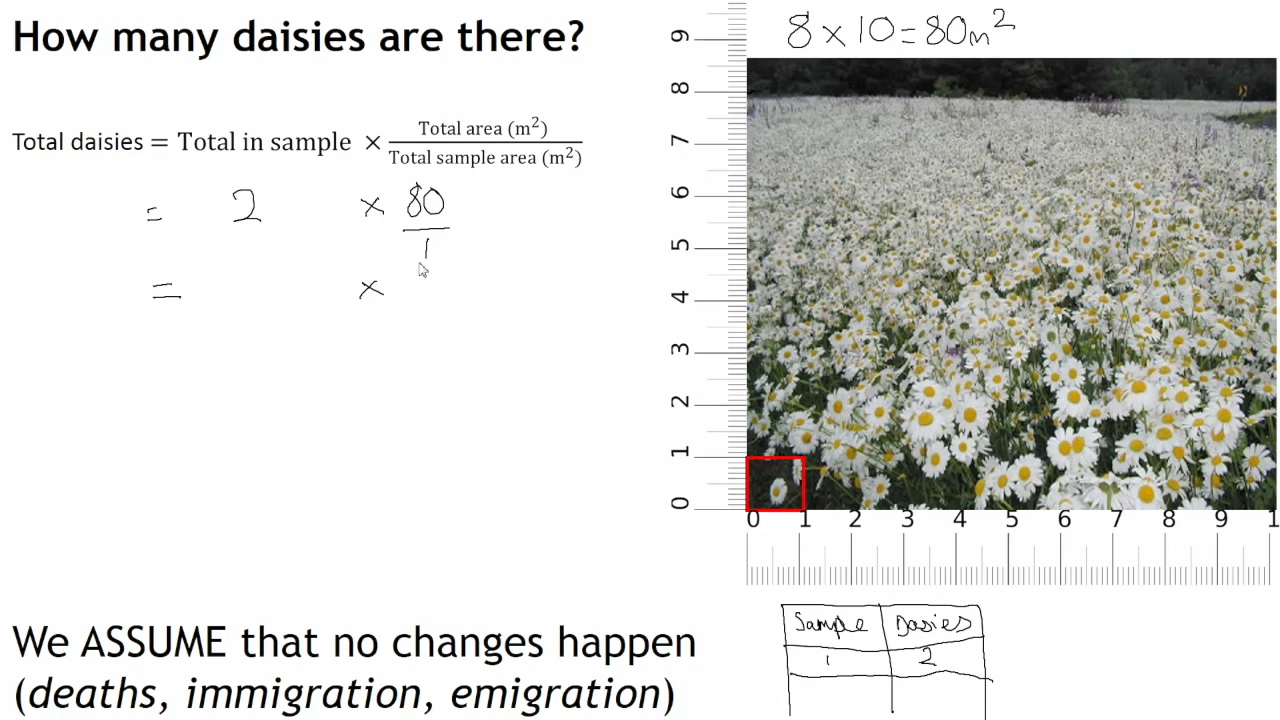 How many daisies are there?
8 × 10 = 80m²
Total daisies = Total in sample × Total area (m²) / Total sample area (m²)
= 2 × 80 / 1
= ×
9
8
7
6
5
4
3
2
1
0
0 1 2 3 4 5 6 7 8 9 1
We ASSUME that no changes happen
(deaths, immigration, emigration)
Sample Dasies
1 2